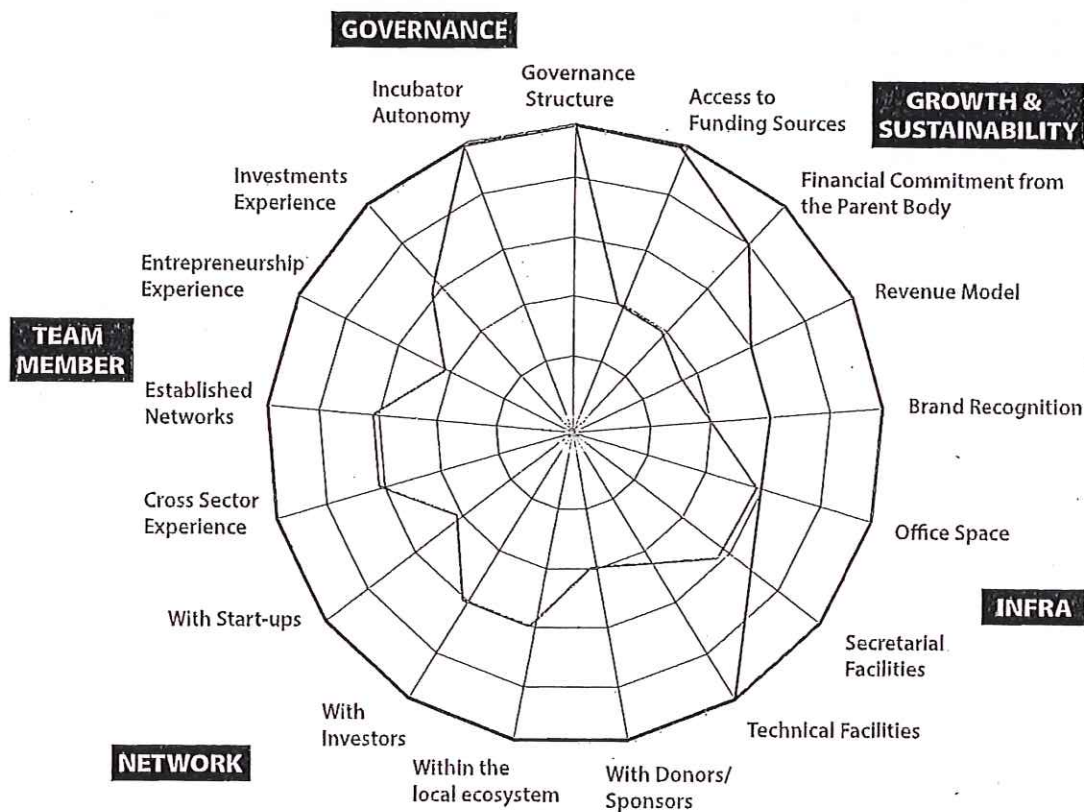 GOVERNANCE
Governance
Structure
Incubator
Autonomy
Access to
Funding Sources
GROWTH &
SUSTAINABILITY
Investments
Experience
Financial Commitment from
the Parent Body
Entrepreneurship
Experience
Revenue Model
TEAM
MEMBER
Established
Networks
Brand Recognition
Cross Sector
Experience
Office Space
With Start-ups
INFRA
Secretarial
Facilities
With
Investors
Technical Facilities
NETWORK
Within the
local ecosystem
With Donors/
Sponsors